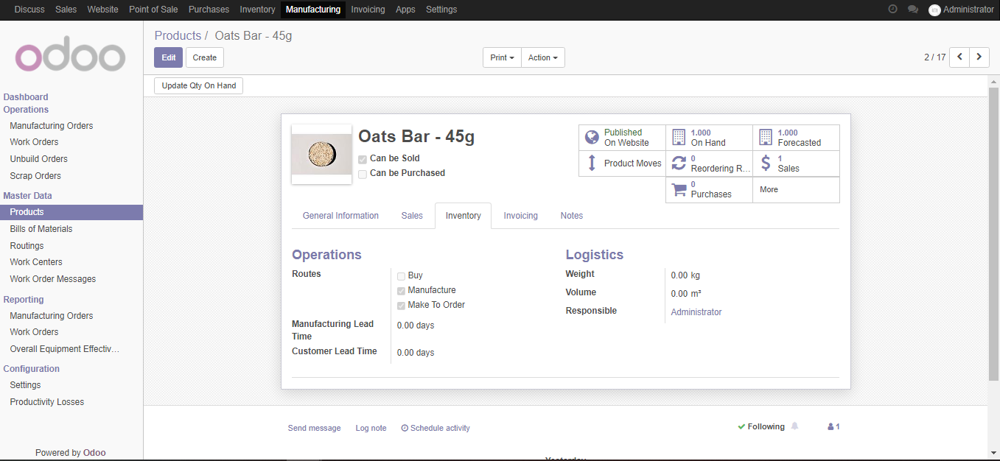 Discuss Sales Website Point of Sale Purchases Inventory Manufacturing Invoicing Apps Settings Administrator
odoo
Dashboard
Operations
Manufacturing Orders
Work Orders
Unbuild Orders
Scrap Orders
Master Data
Products
Bills of Materials
Routings
Work Centers
Work Order Messages
Reporting
Manufacturing Orders
Work Orders
Overall Equipment Effectiv...
Configuration
Settings
Productivity Losses
Powered by Odoo
Products / Oats Bar - 45g
Edit Create Print Action 2 / 17
Update Qty On Hand
Oats Bar - 45g
Can be Sold
Can be Purchased
Published
On Website
1.000
On Hand
1.000
Forecasted
Product Moves
0
Reordering R...
1
Sales
0
Purchases
More
General Information Sales Inventory Invoicing Notes
Operations
Routes
Buy
Manufacture
Make To Order
Manufacturing Lead
Time
0.00 days
Customer Lead Time 0.00 days
Logistics
Weight 0.00 kg
Volume 0.00 m³
Responsible Administrator
Send message Log note Schedule activity Following 1
Yesterday